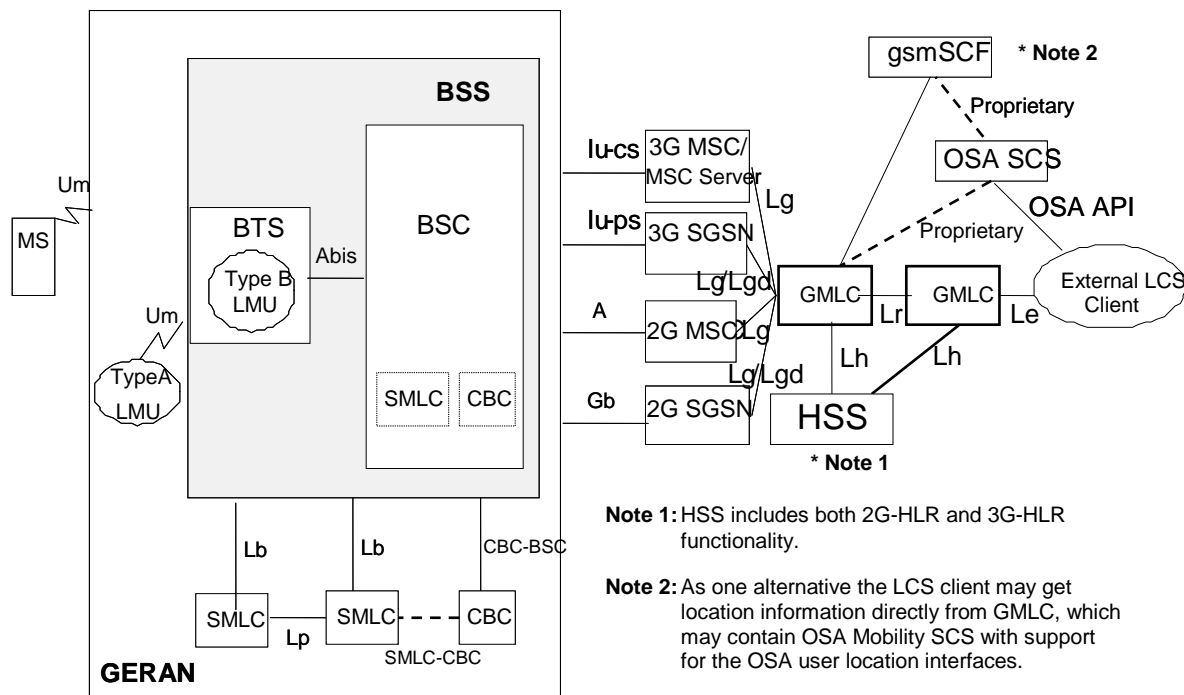 gsmSCF
* Note 2
BSS
Proprietary
Iu-cs
3G MSC/
MSC Server
OSA SCS
Um
Lg
OSA API
MS
BTS
BSC
Iu-ps
3G SGSN
Proprietary
Abis
Type B
LMU
Lg/Lgd
GMLC
GMLC
External LCS
Client
Um
A
2G MSC
Lg
Lr
Le
TypeA
LMU
Lg/Lgd
Lh
Lh
SMLC
CBC
Gb
2G SGSN
HSS
* Note 1
Note 1: HSS includes both 2G-HLR and 3G-HLR
functionality.
Lb
Lb
CBC-BSC
Note 2: As one alternative the LCS client may get
location information directly from GMLC, which
may contain OSA Mobility SCS with support
for the OSA user location interfaces.
SMLC
SMLC
CBC
Lp
SMLC-CBC
GERAN